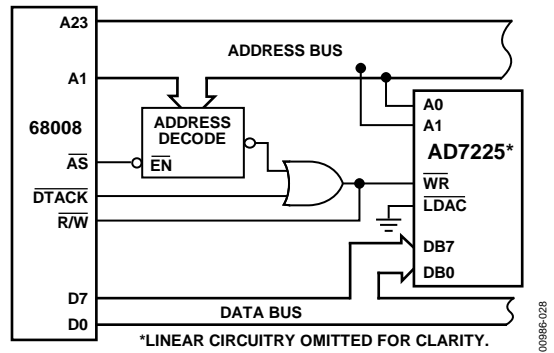 A23
ADDRESS BUS
A1
68008
ADDRESS
DECODE
EN
AS
DTACK
R/W
D7
D0
DATA BUS
A0
A1
AD7225*
WR
LDAC
DB7
DB0
*LINEAR CIRCUITRY OMITTED FOR CLARITY.
00986-028